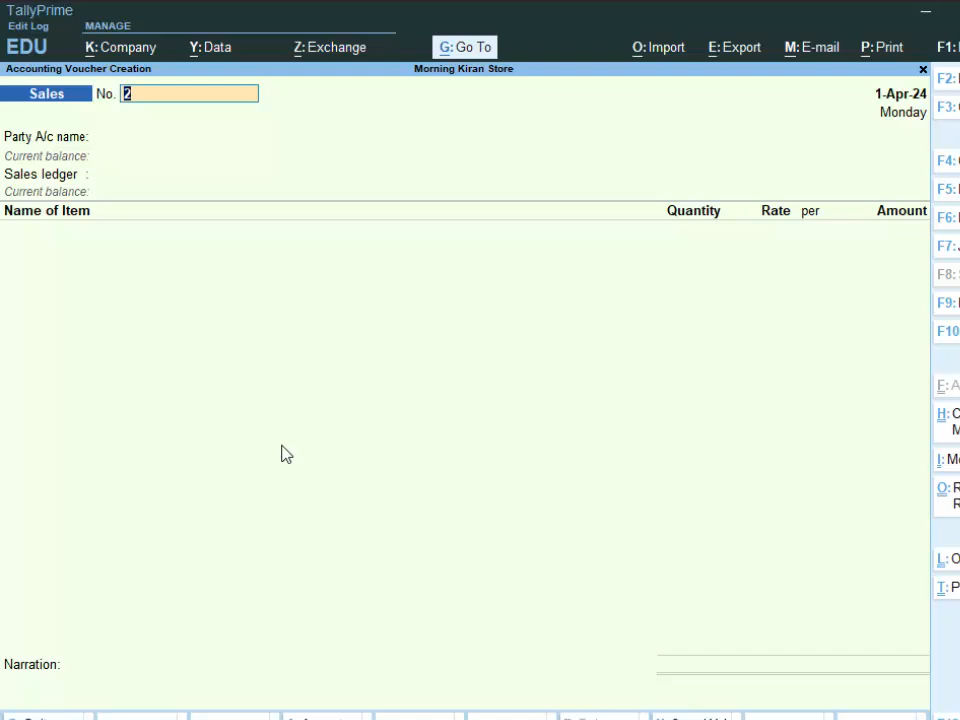 TallyPrime
Edit Log MANAGE
EDU K: Company Y: Data Z: Exchange G: Go To O: Import E: Export M: E-mail P: Print F1:
Accounting Voucher Creation Morning Kiran Store
F2:
Sales No. 2 1-Apr-24
F3:
Monday
Party A/c name:
Current balance:
F4:
Sales ledger :
F5:
Current balance:
Name of Item Quantity Rate per Amount
F6:
F7:
F8:
F9:
F10
F:
H:
I:
O:
L:
T:
Narration: